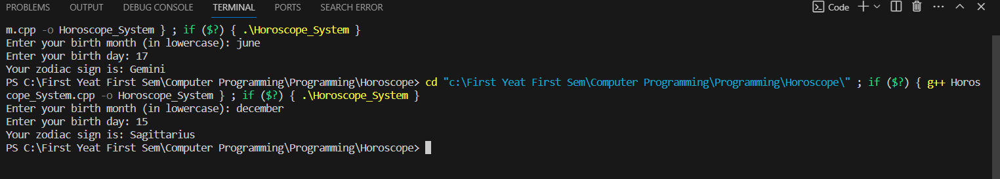 PROBLEMS OUTPUT DEBUG CONSOLE TERMINAL PORTS SEARCH ERROR Code
m.cpp -o Horoscope_System } ; if ($?) { .\Horoscope_System }
Enter your birth month (in lowercase): june
Enter your birth day: 17
Your zodiac sign is: Gemini
PS C:\First Yeat First Sem\Computer Programming\Programming\Horoscope> cd "c:\First Yeat First Sem\Computer Programming\Programming\Horoscope\" ; if ($?) { g++ Horos
cope_System.cpp -o Horoscope_System } ; if ($?) { .\Horoscope_System }
Enter your birth month (in lowercase): december
Enter your birth day: 15
Your zodiac sign is: Sagittarius
PS C:\First Yeat First Sem\Computer Programming\Programming\Horoscope>